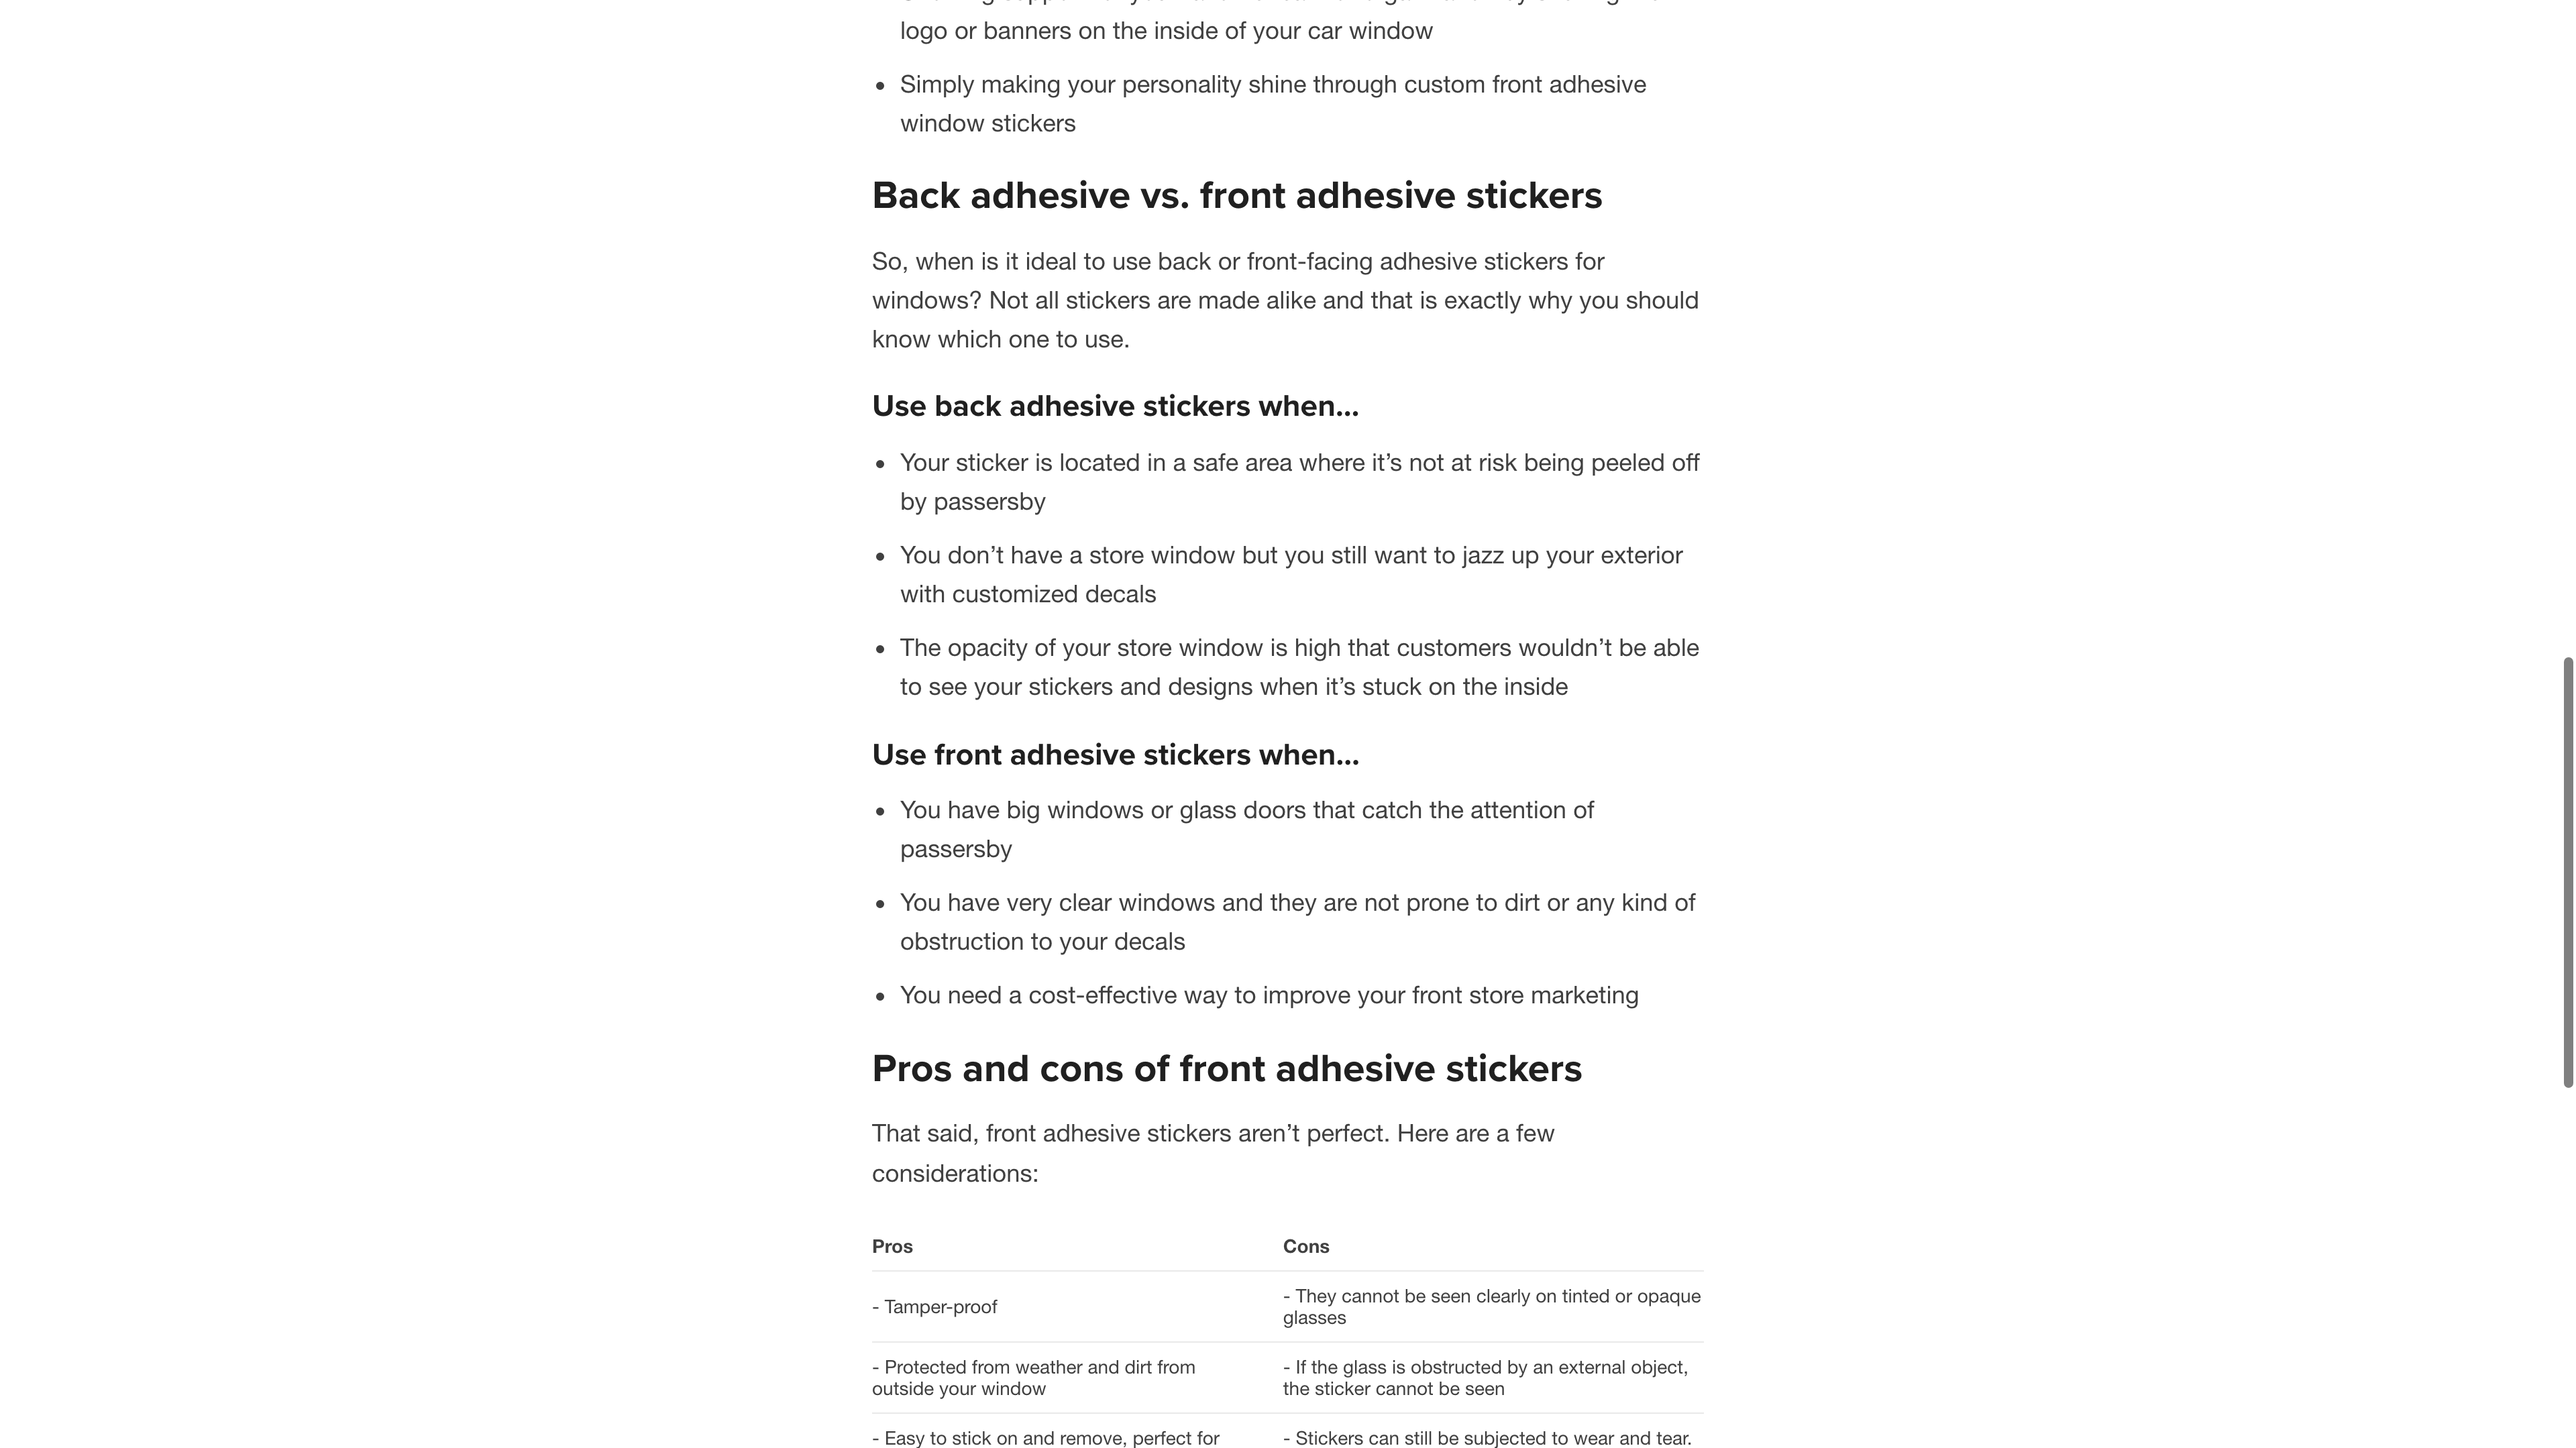 logo or banners on the inside of your car window
• Simply making your personality shine through custom front adhesive
window stickers
Back adhesive vs. front adhesive stickers
So, when is it ideal to use back or front-facing adhesive stickers for
windows? Not all stickers are made alike and that is exactly why you should
know which one to use.
Use back adhesive stickers when...
• Your sticker is located in a safe area where it’s not at risk being peeled off
by passersby
• You don’t have a store window but you still want to jazz up your exterior
with customized decals
• The opacity of your store window is high that customers wouldn’t be able
to see your stickers and designs when it’s stuck on the inside
Use front adhesive stickers when...
• You have big windows or glass doors that catch the attention of
passersby
• You have very clear windows and they are not prone to dirt or any kind of
obstruction to your decals
• You need a cost-effective way to improve your front store marketing
Pros and cons of front adhesive stickers
That said, front adhesive stickers aren’t perfect. Here are a few
considerations:
Pros
Cons
- Tamper-proof
- They cannot be seen clearly on tinted or opaque
glasses
- Protected from weather and dirt from
outside your window
- If the glass is obstructed by an external object,
the sticker cannot be seen
- Easy to stick on and remove, perfect for
- Stickers can still be subjected to wear and tear.